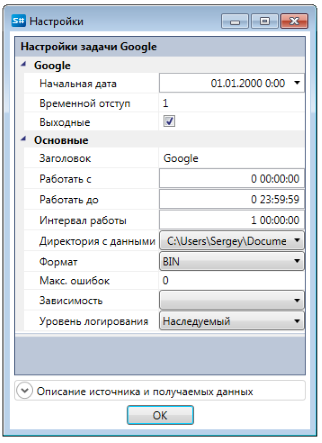 S# Настройки
Настройки задачи Google
Google
Начальная дата 01.01.2000 0:00
Временной отступ 1
Выходные
Основные
Заголовок Google
Работать с 0 00:00:00
Работать до 0 23:59:59
Интервал работы 1 00:00:00
Директория с данными C:\Users\Sergey\Docume
Формат BIN
Макс. ошибок 0
Зависимость
Уровень логирования Наследуемый
Описание источника и получаемых данных
OK